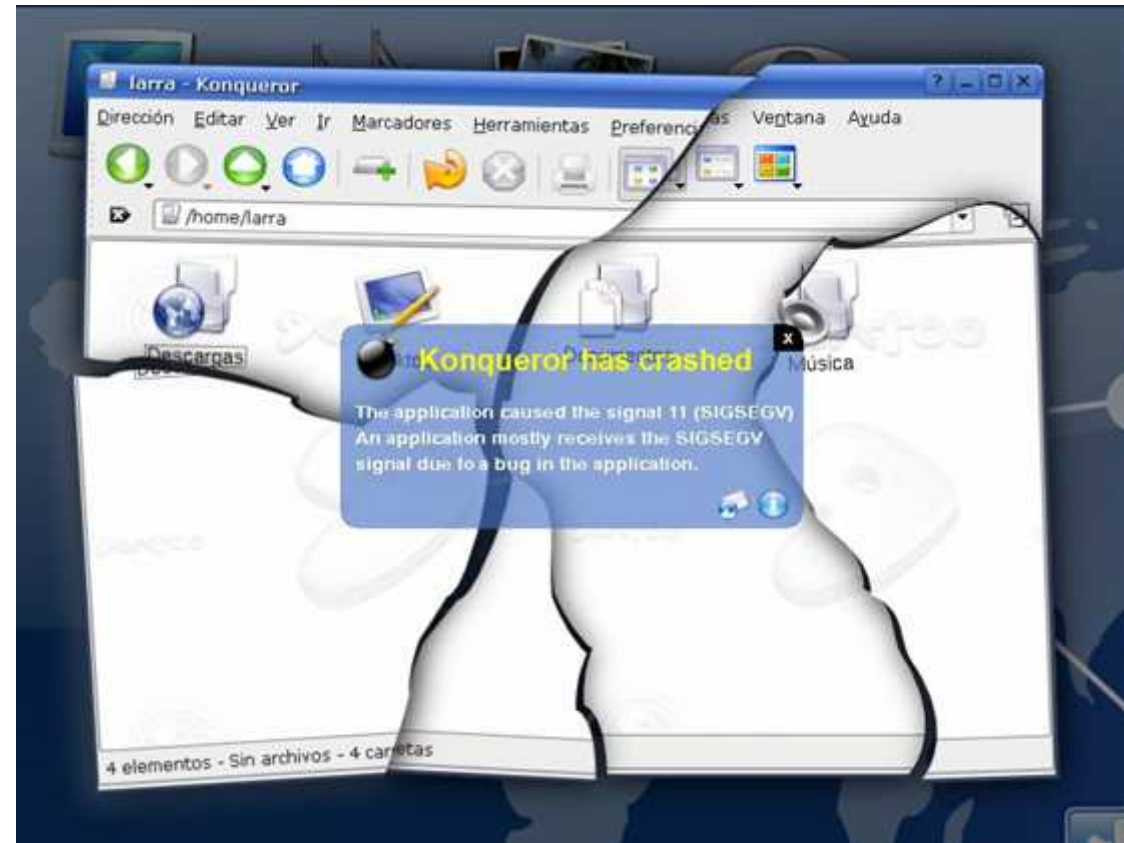 larra - Konqueror
Dirección Editar Ver Ir Marcadores Herramientas Preferencias Ventana Ayuda
/home/larra
Descargas
Música
Konqueror has crashed
The application caused the signal 11 (SIGSEGV)
An application mostly receives the SIGSEGV
signal due to a bug in the application.
4 elementos - Sin archivos - 4 carpetas